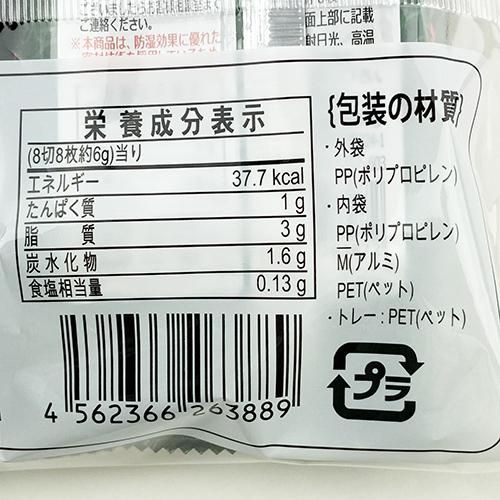 ご連絡ください。
※本商品は、防湿効果に優れた
面上部に記載
射日光、高温
栄養成分表示
(8切8枚約6g)当り
エネルギー 37.7 kcal
たんぱく質 1 g
脂質 3 g
炭水化物 1.6 g
食塩相当量 0.13 g
{包装の材質}
・外袋
PP(ポリプロピレン)
・内袋
PP(ポリプロピレン)
M(アルミ)
PET(ペット)
・トレー:PET(ペット)
プラ
4 562366 263889